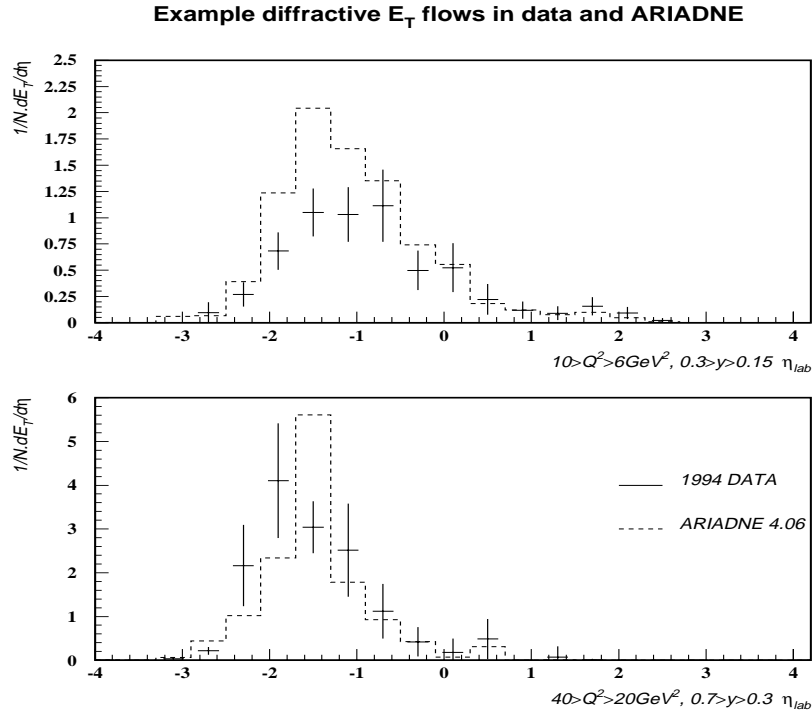 Example diffractive E_T flows in data and ARIADNE
1/N.dE_T/dη
2.5
2.25
2
1.75
1.5
1.25
1
0.75
0.5
0.25
0
-4 -3 -2 -1 0 1 2 3 4
10>Q²>6GeV², 0.3>y>0.15 η_lab
1/N.dE_T/dη
6
5
4
3
2
1
0
1994 DATA
ARIADNE 4.06
-4 -3 -2 -1 0 1 2 3 4
40>Q²>20GeV², 0.7>y>0.3 η_lab